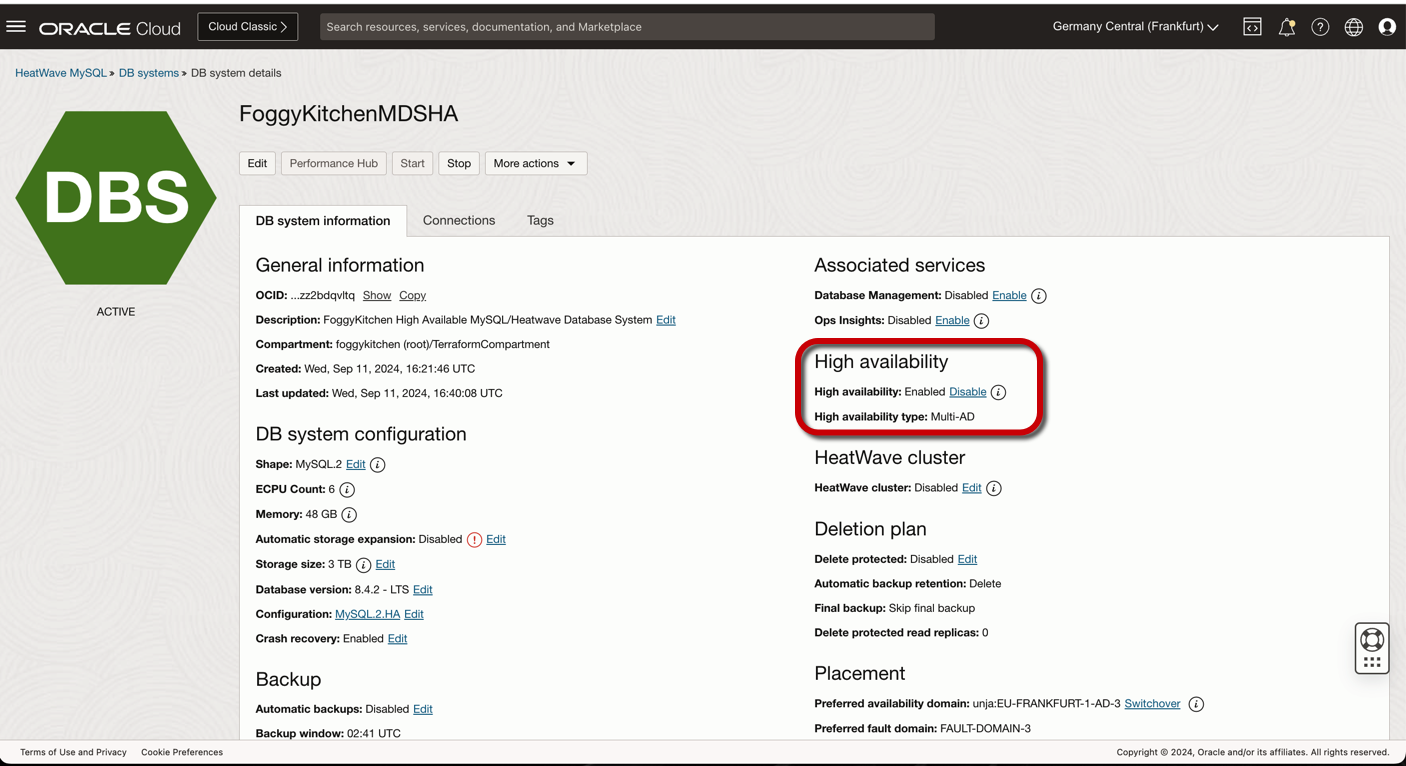 ORACLE Cloud
Cloud Classic >
Search resources, services, documentation, and Marketplace
Germany Central (Frankfurt)
HeatWave MySQL » DB systems » DB system details
DBS
ACTIVE
FoggyKitchenMDSHA
Edit
Performance Hub
Start
Stop
More actions
DB system information
Connections
Tags
General information
OCID: ...zz2bdqvltq Show Copy
Description: FoggyKitchen High Available MySQL/Heatwave Database System Edit
Compartment: foggykitchen (root)/TerraformCompartment
Created: Wed, Sep 11, 2024, 16:21:46 UTC
Last updated: Wed, Sep 11, 2024, 16:40:08 UTC
DB system configuration
Shape: MySQL.2 Edit
ECPU Count: 6
Memory: 48 GB
Automatic storage expansion: Disabled Edit
Storage size: 3 TB Edit
Database version: 8.4.2 - LTS Edit
Configuration: MySQL.2.HA Edit
Crash recovery: Enabled Edit
Backup
Automatic backups: Disabled Edit
Backup window: 02:41 UTC
Associated services
Database Management: Disabled Enable
Ops Insights: Disabled Enable
High availability
High availability: Enabled Disable
High availability type: Multi-AD
HeatWave cluster
HeatWave cluster: Disabled Edit
Deletion plan
Delete protected: Disabled Edit
Automatic backup retention: Delete
Final backup: Skip final backup
Delete protected read replicas: 0
Placement
Preferred availability domain: unja:EU-FRANKFURT-1-AD-3 Switchover
Preferred fault domain: FAULT-DOMAIN-3
Terms of Use and Privacy
Cookie Preferences
Copyright © 2024, Oracle and/or its affiliates. All rights reserved.